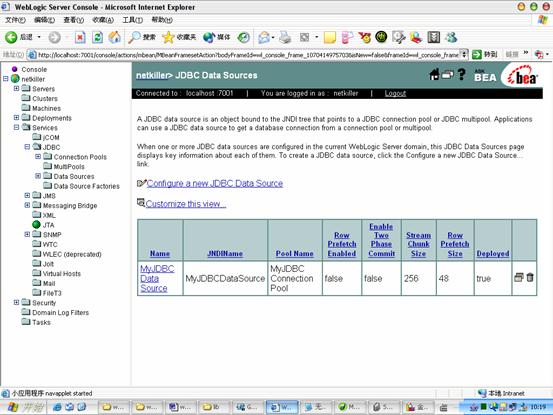 WebLogic Server Console - Microsoft Internet Explorer
文件(F) 编辑(E) 查看(V) 收藏(A) 工具(T) 帮助(H)
后退 搜索 收藏夹 媒体
地址(D) http://localhost:7001/console/actions/mbean/MBeanFramesetAction?bodyFrameId=wl_console_frame_1070414975703&isNew=false&frameId=wl_console_frame_ 转到 链接
Console
netkiller
Servers
Clusters
Machines
Deployments
Services
jCOM
JDBC
Connection Pools
MultiPools
Data Sources
Data Source Factories
JMS
Messaging Bridge
XML
JTA
SNMP
WTC
WLEC (deprecated)
Jolt
Virtual Hosts
Mail
FileT3
Security
Domain Log Filters
Tasks
netkiller> JDBC Data Sources
ASK BEA
bea
Connected to : localhost :7001 | You are logged in as : netkiller | Logout
A JDBC data source is an object bound to the JNDI tree that points to a JDBC connection pool or JDBC multipool. Applications
can use a JDBC data source to get a database connection from a connection pool or multipool.
When one or more JDBC data sources are configured in the current WebLogic Server domain, this JDBC Data Sources page
displays key information about each of them. To create a JDBC data source, click the Configure a new JDBC Data Source...
link.
Configure a new JDBC Data Source
Customize this view...
Name JNDIName Pool Name Row Prefetch Enabled Enable Two Phase Commit Stream Chunk Size Row Prefetch Size Deployed
MyJDBC Data Source MyJDBCDataSource MyJDBC Connection Pool false false 256 48 true
小应用程序 navapplet started 本地 Intranet
开始 10:19